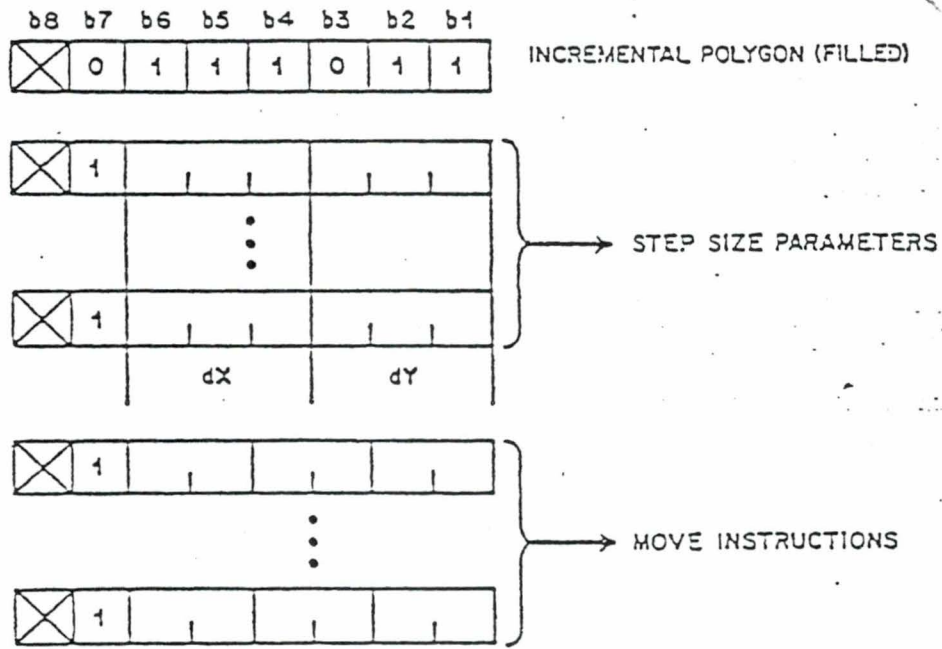 b8 b7 b6 b5 b4 b3 b2 b1
0 1 1 1 0 1 1 INCREMENTAL POLYGON (FILLED)
1
STEP SIZE PARAMETERS
1
dX dY
1
MOVE INSTRUCTIONS
1